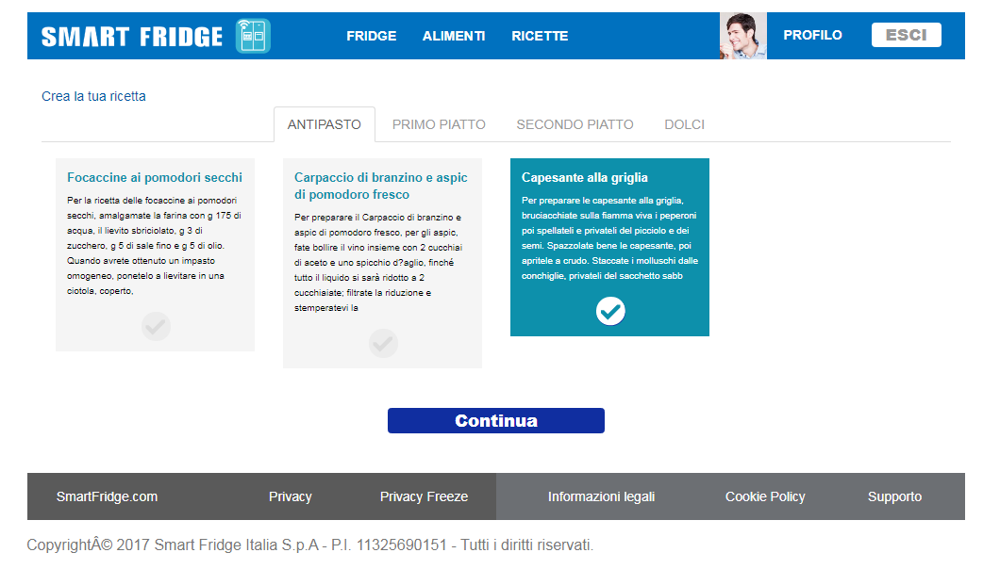 SMART FRIDGE
FRIDGE ALIMENTI RICETTE PROFILO ESCI
Crea la tua ricetta
ANTIPASTO PRIMO PIATTO SECONDO PIATTO DOLCI
Focaccine ai pomodori secchi
Per la ricetta delle focaccine ai pomodori
secchi, amalgamate la farina con g 175 di
acqua, il lievito sbriciolato, g 3 di
zucchero, g 5 di sale fino e g 5 di olio.
Quando avrete ottenuto un impasto
omogeneo, ponetelo a lievitare in una
ciotola, coperto,
Carpaccio di branzino e aspic
di pomodoro fresco
Per preparare il Carpaccio di branzino e
aspic di pomodoro fresco, per gli aspic,
fate bollire il vino insieme con 2 cucchiai
di aceto e uno spicchio d?aglio, finché
tutto il liquido si sarà ridotto a 2
cucchiaiate; filtrate la riduzione e
stemperatevi la
Capesante alla griglia
Per preparare le capesante alla griglia,
bruciacchiate sulla fiamma viva i peperoni
poi spellateli e privateli del picciolo e dei
semi. Spazzolate bene le capesante, poi
apritele a crudo. Staccate i molluschi dalle
conchiglie, privateli del sacchetto sabb
Continua
SmartFridge.com Privacy Privacy Freeze Informazioni legali Cookie Policy Supporto
CopyrightÂ© 2017 Smart Fridge Italia S.p.A - P.I. 11325690151 - Tutti i diritti riservati.